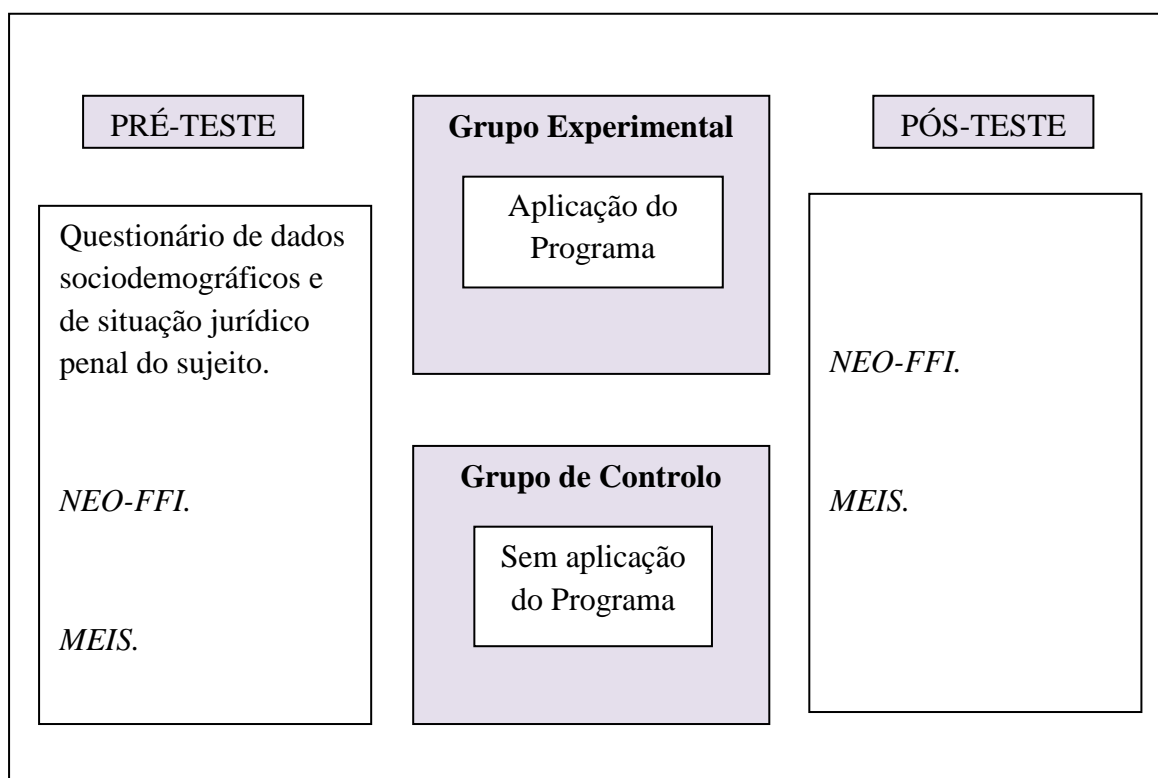 PRÉ-TESTE
Questionário de dados
sociodemográficos e
de situação jurídico
penal do sujeito.
NEO-FFI.
MEIS.
Grupo Experimental
Aplicação do
Programa
Grupo de Controlo
Sem aplicação
do Programa
PÓS-TESTE
NEO-FFI.
MEIS.